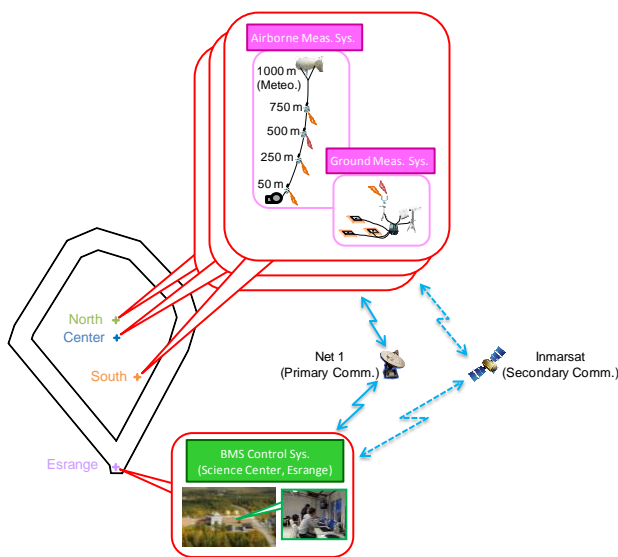 Airborne Meas. Sys.
1000 m
(Meteo.)
750 m
500 m
250 m
50 m
Ground Meas. Sys.
North
Center
South
Esrange
Net 1
(Primary Comm.)
Inmarsat
(Secondary Comm.)
BMS Control Sys.
(Science Center, Esrange)